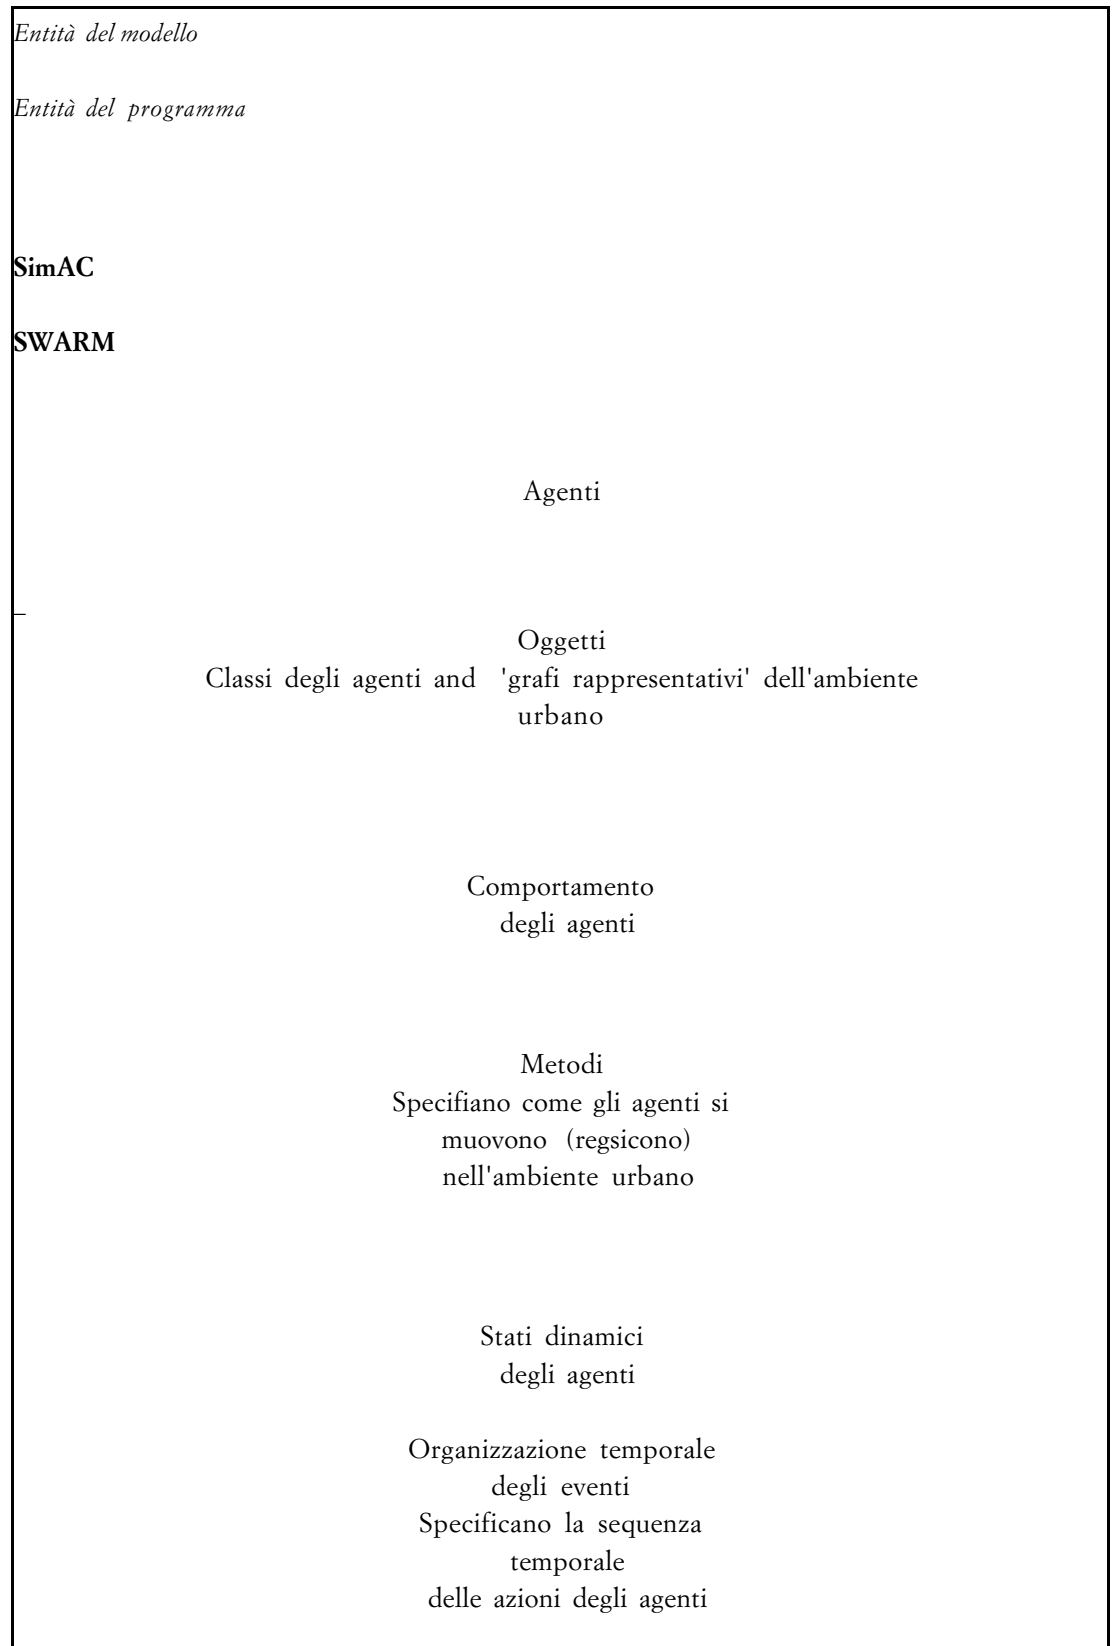 Entità del modello
Entità del programma
SimAC
SWARM
Agenti
–
Oggetti
Classi degli agenti and 'grafi rappresentativi' dell'ambiente
urbano
Comportamento
degli agenti
Metodi
Specifiano come gli agenti si
muovono (regsicono)
nell'ambiente urbano
Stati dinamici
degli agenti
Organizzazione temporale
degli eventi
Specificano la sequenza
temporale
delle azioni degli agenti